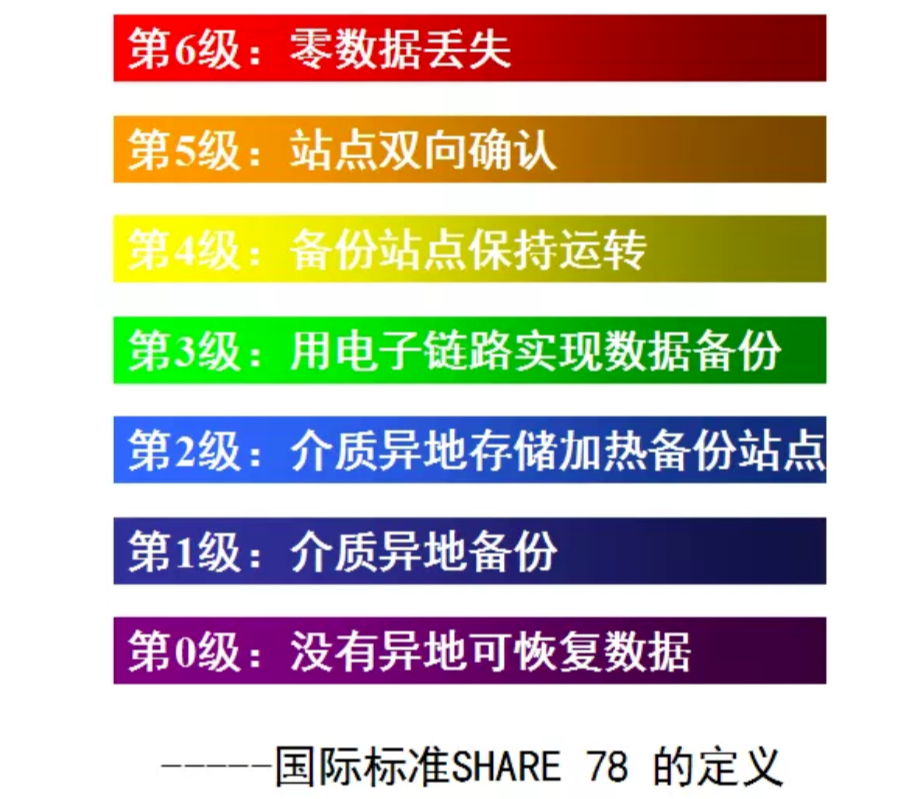 第6级：零数据丢失
第5级：站点双向确认
第4级：备份站点保持运转
第3级：用电子链路实现数据备份
第2级：介质异地存储加热备份站点
第1级：介质异地备份
第0级：没有异地可恢复数据
-----国际标准SHARE 78 的定义